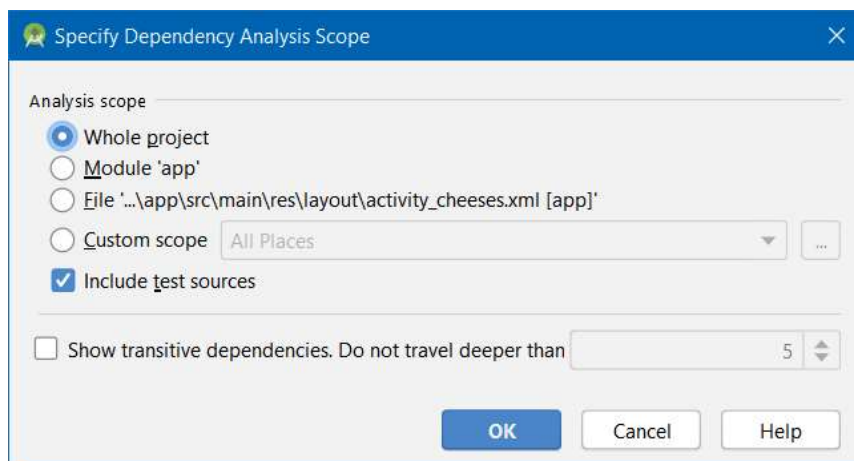 Specify Dependency Analysis Scope
Analysis scope
Whole project
Module 'app'
File '...\app\src\main\res\layout\activity_cheeses.xml [app]'
Custom scope All Places ...
Include test sources
Show transitive dependencies. Do not travel deeper than 5
OK Cancel Help